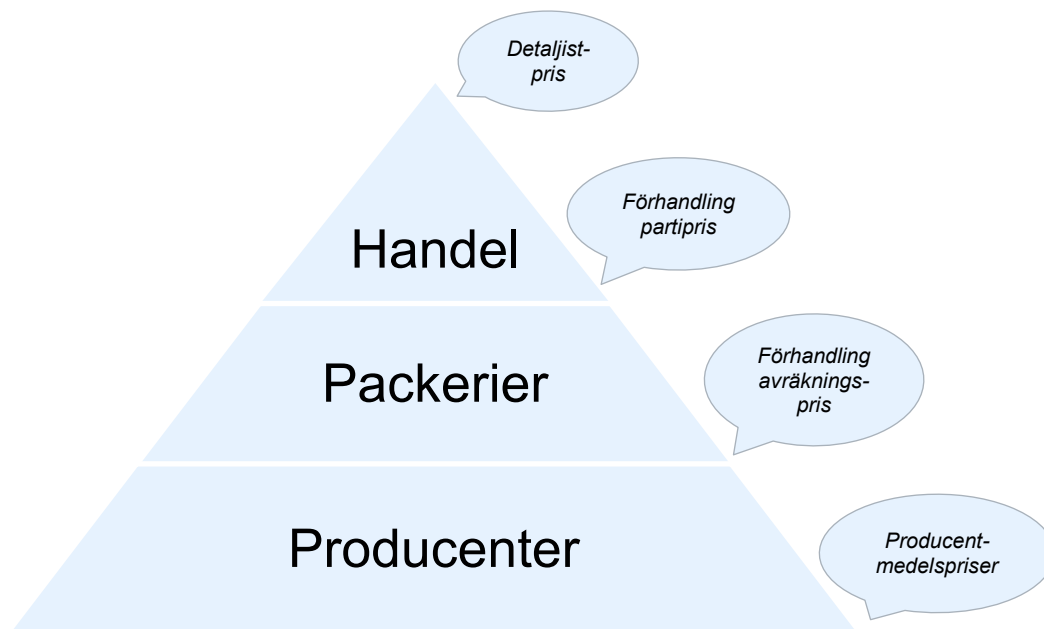 Detaljist-
pris
Förhandling
partipris
Handel
Förhandling
avräknings-
pris
Packerier
Producent-
medelspriser
Producenter